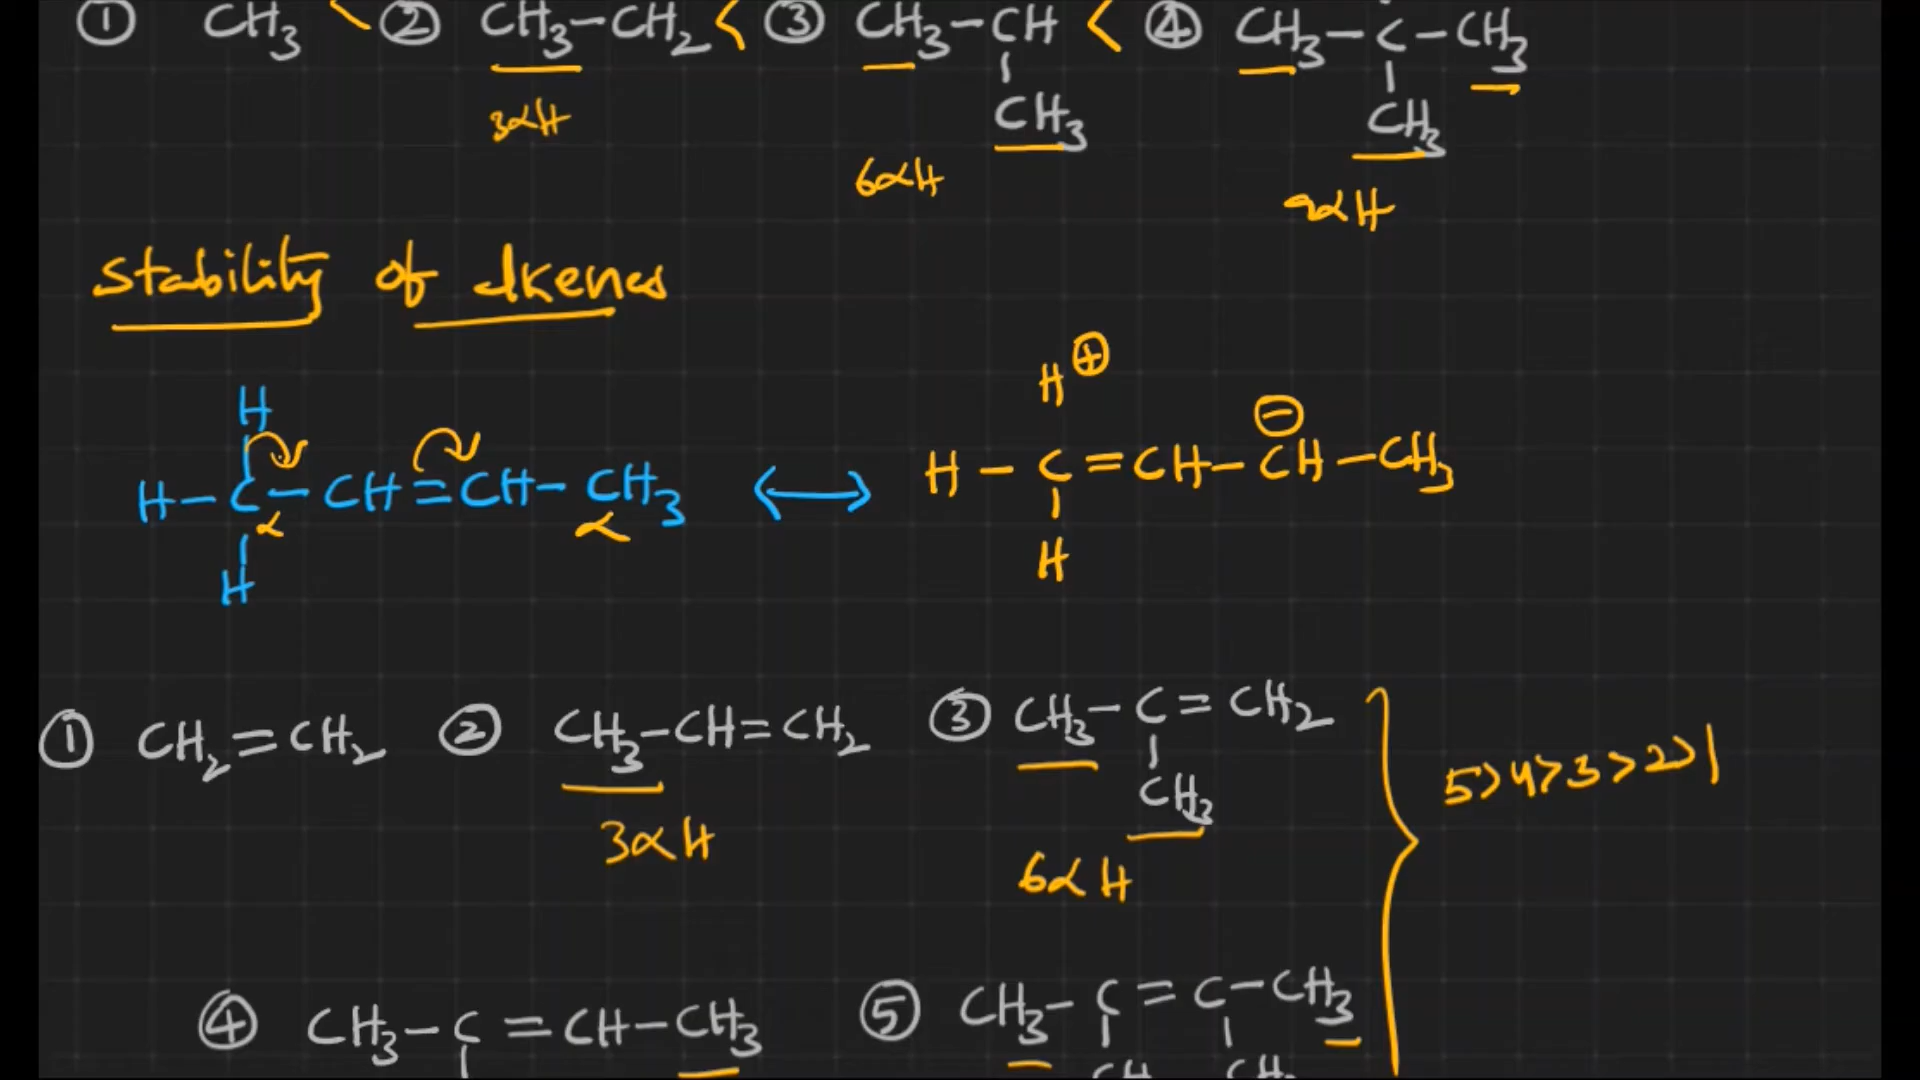 ① CH3 < ② CH3-CH2 < ③ CH3-CH < ④ CH3-C-CH3
CH3 CH3
3αH 6αH 9αH
Stability of alkenes
H H⊕
H-C-CH=CH-CH3 ⟷ H-C=CH-CH⊖-CH3
α α
H H
① CH2=CH2 ② CH3-CH=CH2 ③ CH3-C=CH2
CH3
3αH 6αH
5>4>3>2>1
④ CH3-C=CH-CH3 ⑤ CH3-C=C-CH3